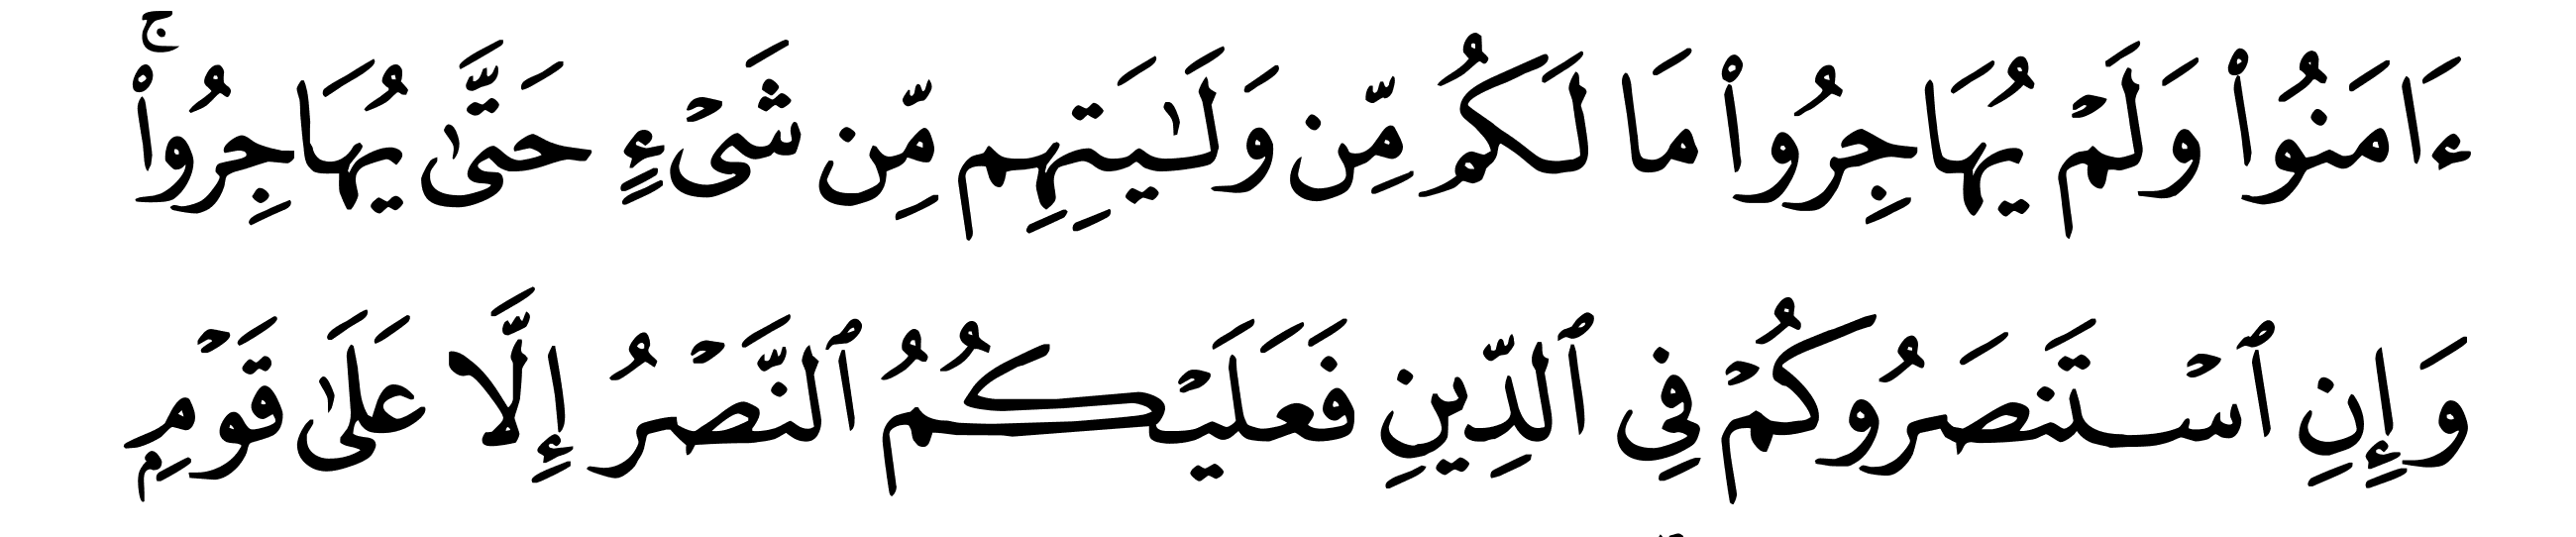 ءَامَنُوا۟ وَلَمْ يُهَاجِرُوا۟ مَا لَكُم مِّن وَلَـٰيَتِهِم مِّن شَىْءٍ حَتَّىٰ يُهَاجِرُوا۟ ۚ
وَإِنِ ٱسْتَنصَرُوكُمْ فِى ٱلدِّينِ فَعَلَيْكُمُ ٱلنَّصْرُ إِلَّا عَلَىٰ قَوْمٍۭ